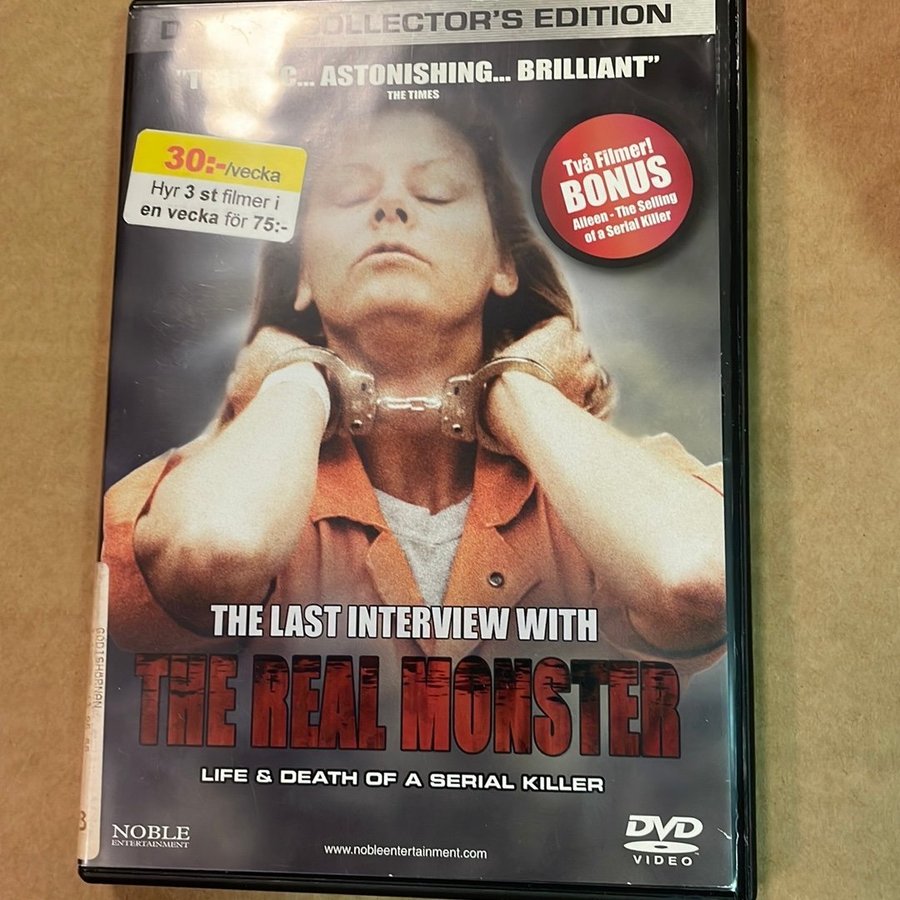 COLLECTOR'S EDITION
ASTONISHING... BRILLIANT"
THE TIMES
30:-/vecka
Hyr 3 st filmer i
en vecka för 75:-
Två Filmer!
BONUS
Aileen - The Selling
of a Serial Killer
THE LAST INTERVIEW WITH
THE REAL MONSTER
LIFE & DEATH OF A SERIAL KILLER
GODISHÖRNAN
NOBLE
ENTERTAINMENT
www.nobleentertainment.com
DVD
VIDEO